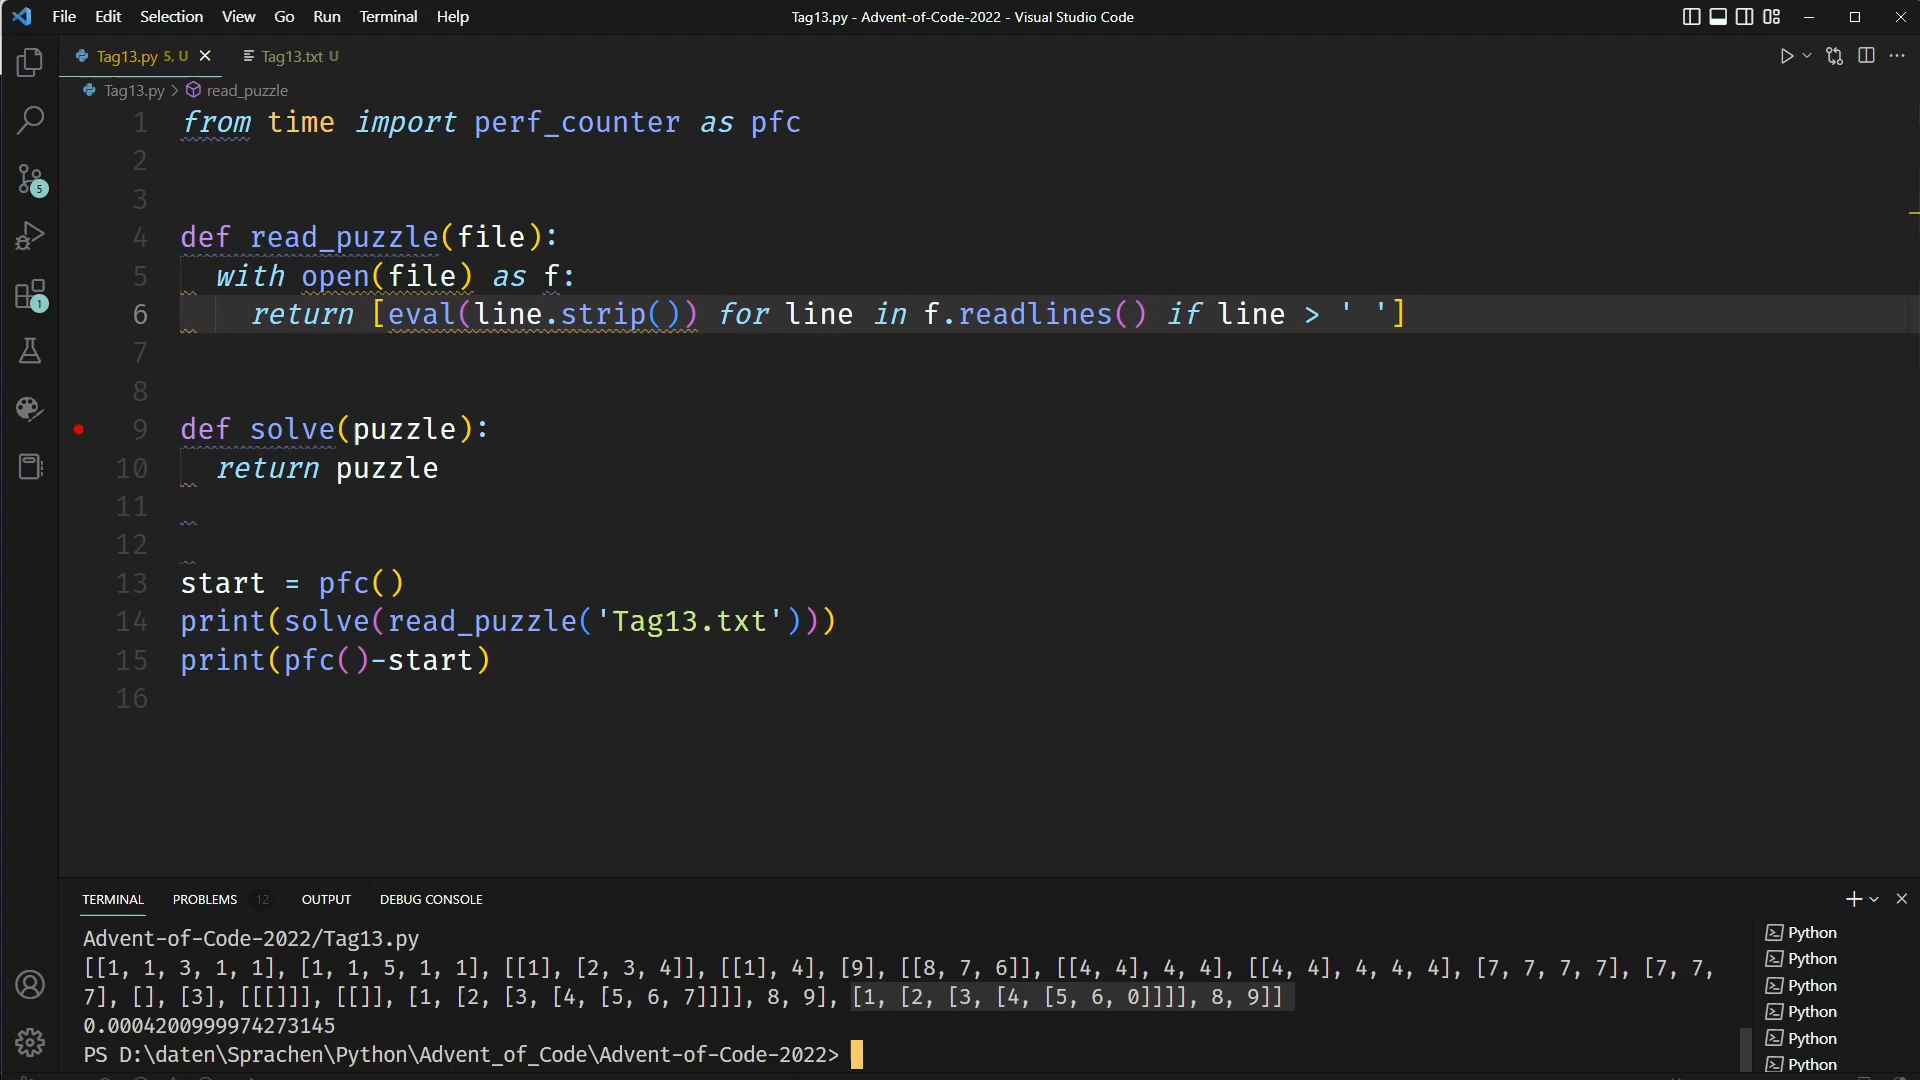 File Edit Selection View Go Run Terminal Help
Tag13.py - Advent-of-Code-2022 - Visual Studio Code
Tag13.py 5, U
Tag13.txt U
Tag13.py > read_puzzle
1 from time import perf_counter as pfc
2
3
4 def read_puzzle(file):
5 with open(file) as f:
6 return [eval(line.strip()) for line in f.readlines() if line > ' ']
7
8
9 def solve(puzzle):
10 return puzzle
11
12
13 start = pfc()
14 print(solve(read_puzzle('Tag13.txt')))
15 print(pfc()-start)
16
5
1
TERMINAL PROBLEMS 12 OUTPUT DEBUG CONSOLE
Advent-of-Code-2022/Tag13.py
[[1, 1, 3, 1, 1], [1, 1, 5, 1, 1], [[1], [2, 3, 4]], [[1], 4], [9], [[8, 7, 6]], [[4, 4], 4, 4], [[4, 4], 4, 4, 4], [7, 7, 7, 7], [7, 7,
7], [], [3], [[[]]], [[]], [1, [2, [3, [4, [5, 6, 7]]]], 8, 9], [1, [2, [3, [4, [5, 6, 0]]]], 8, 9]]
0.0004200999974273145
PS D:\daten\Sprachen\Python\Advent_of_Code\Advent-of-Code-2022>
Python
Python
Python
Python
Python
Python